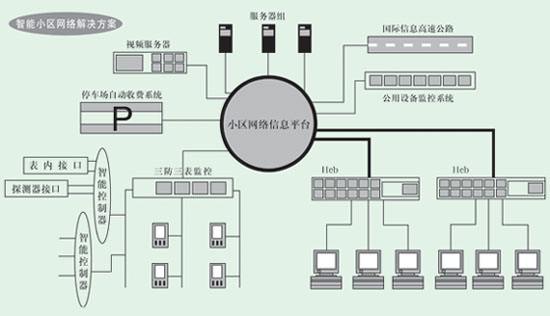 智能小区网络解决方案
服务器组
国际信息高速公路
视频服务器
公用设备监控系统
停车场自动收费系统
P
小区网络信息平台
表内接口
探测器接口
智能控制器
三防三表监控
Heb
Heb
智能控制器